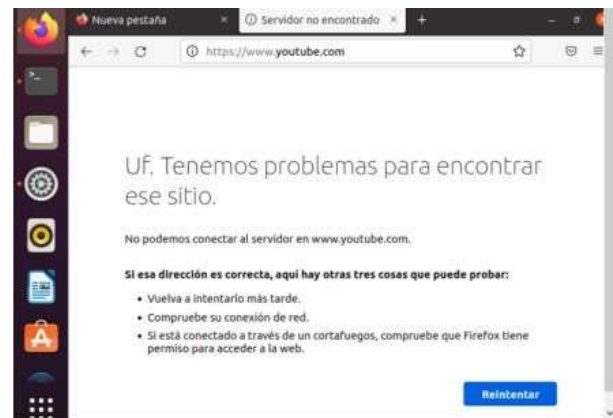 Nueva pestaña
Servidor no encontrado
https://www.youtube.com
Uf. Tenemos problemas para encontrar
ese sitio.
No podemos conectar al servidor en www.youtube.com.
Si esa dirección es correcta, aquí hay otras tres cosas que puede probar:
• Vuelva a intentarlo más tarde.
• Compruebe su conexión de red.
• Si está conectado a través de un cortafuegos, compruebe que Firefox tiene
permiso para acceder a la web.
Reintentar